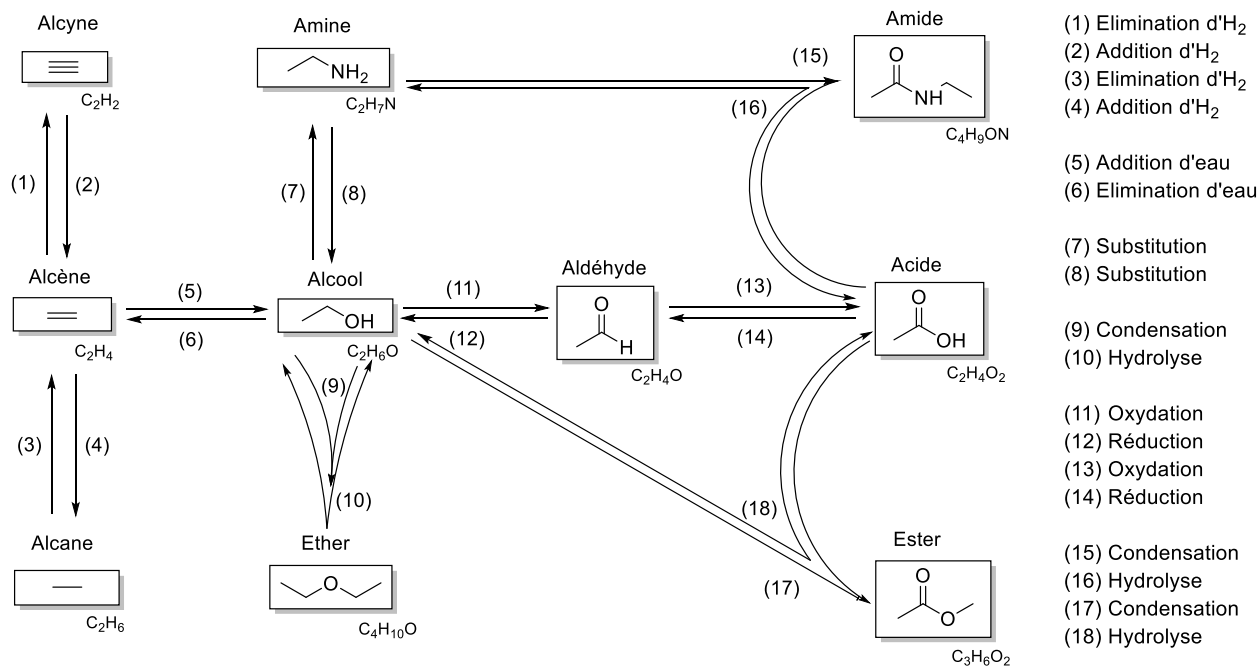 Alcyne
C₂H₂
Amine
NH₂
C₂H₇N
Amide
O
NH
C₄H₉ON
(15)
(16)
(1)
(2)
(7)
(8)
Alcène
C₂H₄
(5)
(6)
Alcool
OH
C₂H₆O
(11)
(12)
Aldéhyde
O
H
C₂H₄O
(13)
(14)
Acide
O
OH
C₂H₄O₂
(3)
(4)
(9)
(10)
(18)
(17)
Alcane
C₂H₆
Ether
O
C₄H₁₀O
Ester
O
O
C₃H₆O₂
(1) Elimination d'H₂
(2) Addition d'H₂
(3) Elimination d'H₂
(4) Addition d'H₂
(5) Addition d'eau
(6) Elimination d'eau
(7) Substitution
(8) Substitution
(9) Condensation
(10) Hydrolyse
(11) Oxydation
(12) Réduction
(13) Oxydation
(14) Réduction
(15) Condensation
(16) Hydrolyse
(17) Condensation
(18) Hydrolyse